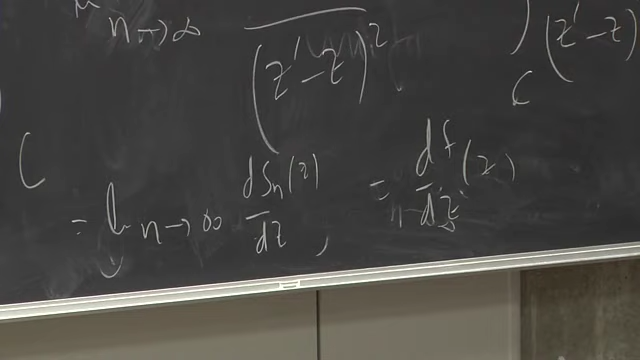 n→∞ (z'-z)² ) (z'-z)
C C
= lim n→∞ dSn(z)/dz , = df/dz (z)